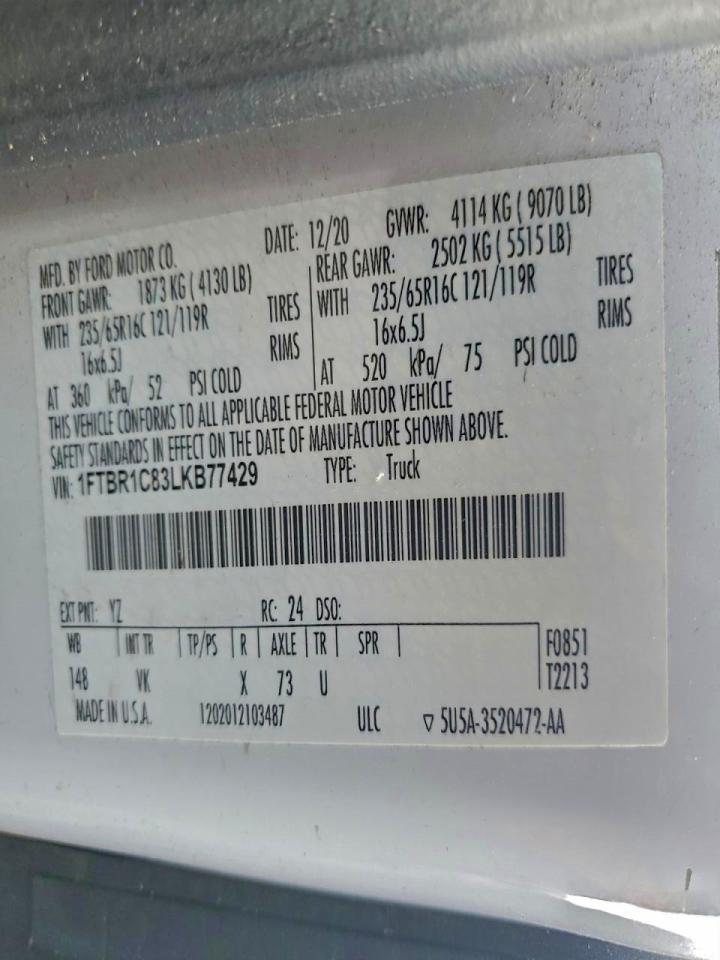 MFD. BY FORD MOTOR CO. DATE: 12/20 GVWR: 4114 KG ( 9070 LB)
FRONT GAWR: 1873 KG ( 4130 LB) REAR GAWR: 2502 KG ( 5515 LB)
WITH 235/65R16C 121/119R TIRES WITH 235/65R16C 121/119R TIRES
16x6.5J RIMS 16x6.5J RIMS
AT 360 kPa/ 52 PSI COLD AT 520 kPa/ 75 PSI COLD
THIS VEHICLE CONFORMS TO ALL APPLICABLE FEDERAL MOTOR VEHICLE
SAFETY STANDARDS IN EFFECT ON THE DATE OF MANUFACTURE SHOWN ABOVE.
VIN: 1FTBR1C83LKB77429 TYPE: Truck
EXT PNT: YZ RC: 24 DSO:
WB INT TR TP/PS R AXLE TR SPR F0851
148 VK X 73 U T2213
MADE IN U.S.A. 1202012103487 ULC ▽ 5U5A-3520472-AA